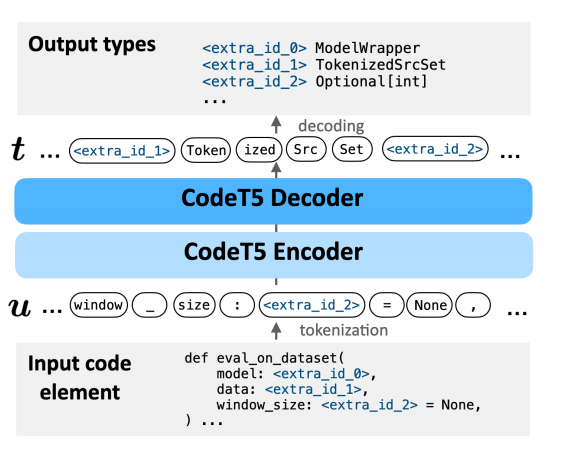 Output types
<extra_id_0> ModelWrapper
<extra_id_1> TokenizedSrcSet
<extra_id_2> Optional[int]
...
decoding
t ... <extra_id_1> Token ized Src Set <extra_id_2> ...
CodeT5 Decoder
CodeT5 Encoder
u ... window _ size : <extra_id_2> = None , ...
tokenization
Input code
element
def eval_on_dataset(
    model: <extra_id_0>,
    data: <extra_id_1>,
    window_size: <extra_id_2> = None,
) ...